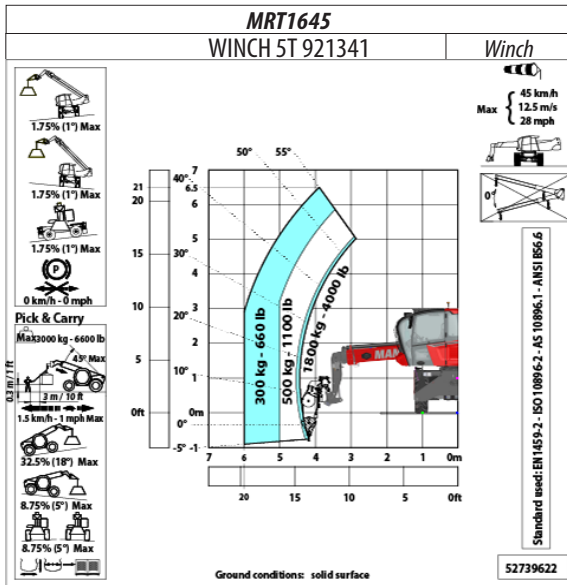 MRT1645
WINCH 5T 921341
Winch
1.75% (1°) Max
1.75% (1°) Max
1.75% (1°) Max
P
0 km/h - 0 mph
Pick & Carry
Max 3000 kg - 6600 lb
45° Max
0.3 m / 1 ft
3 m / 10 ft
1.5 km/h - 1 mph Max
32.5% (18°) Max
8.75% (5°) Max
8.75% (5°) Max
50°
55°
40°
30°
20°
10°
0°
-5°
21
20
15
10
5
0ft
7
6.5
6
5
4
3
2
1
0m
-1
300 kg - 660 lb
500 kg - 1100 lb
1800 kg - 4000 lb
MAN
7 6 5 4 3 2 1 0m
20 15 10 5 0ft
Max
45 km/h
12.5 m/s
28 mph
0°
Standard used: EN1459-2 - ISO 10896-2 - AS 10896.1 - ANSI B56.6
Ground conditions: solid surface
52739622